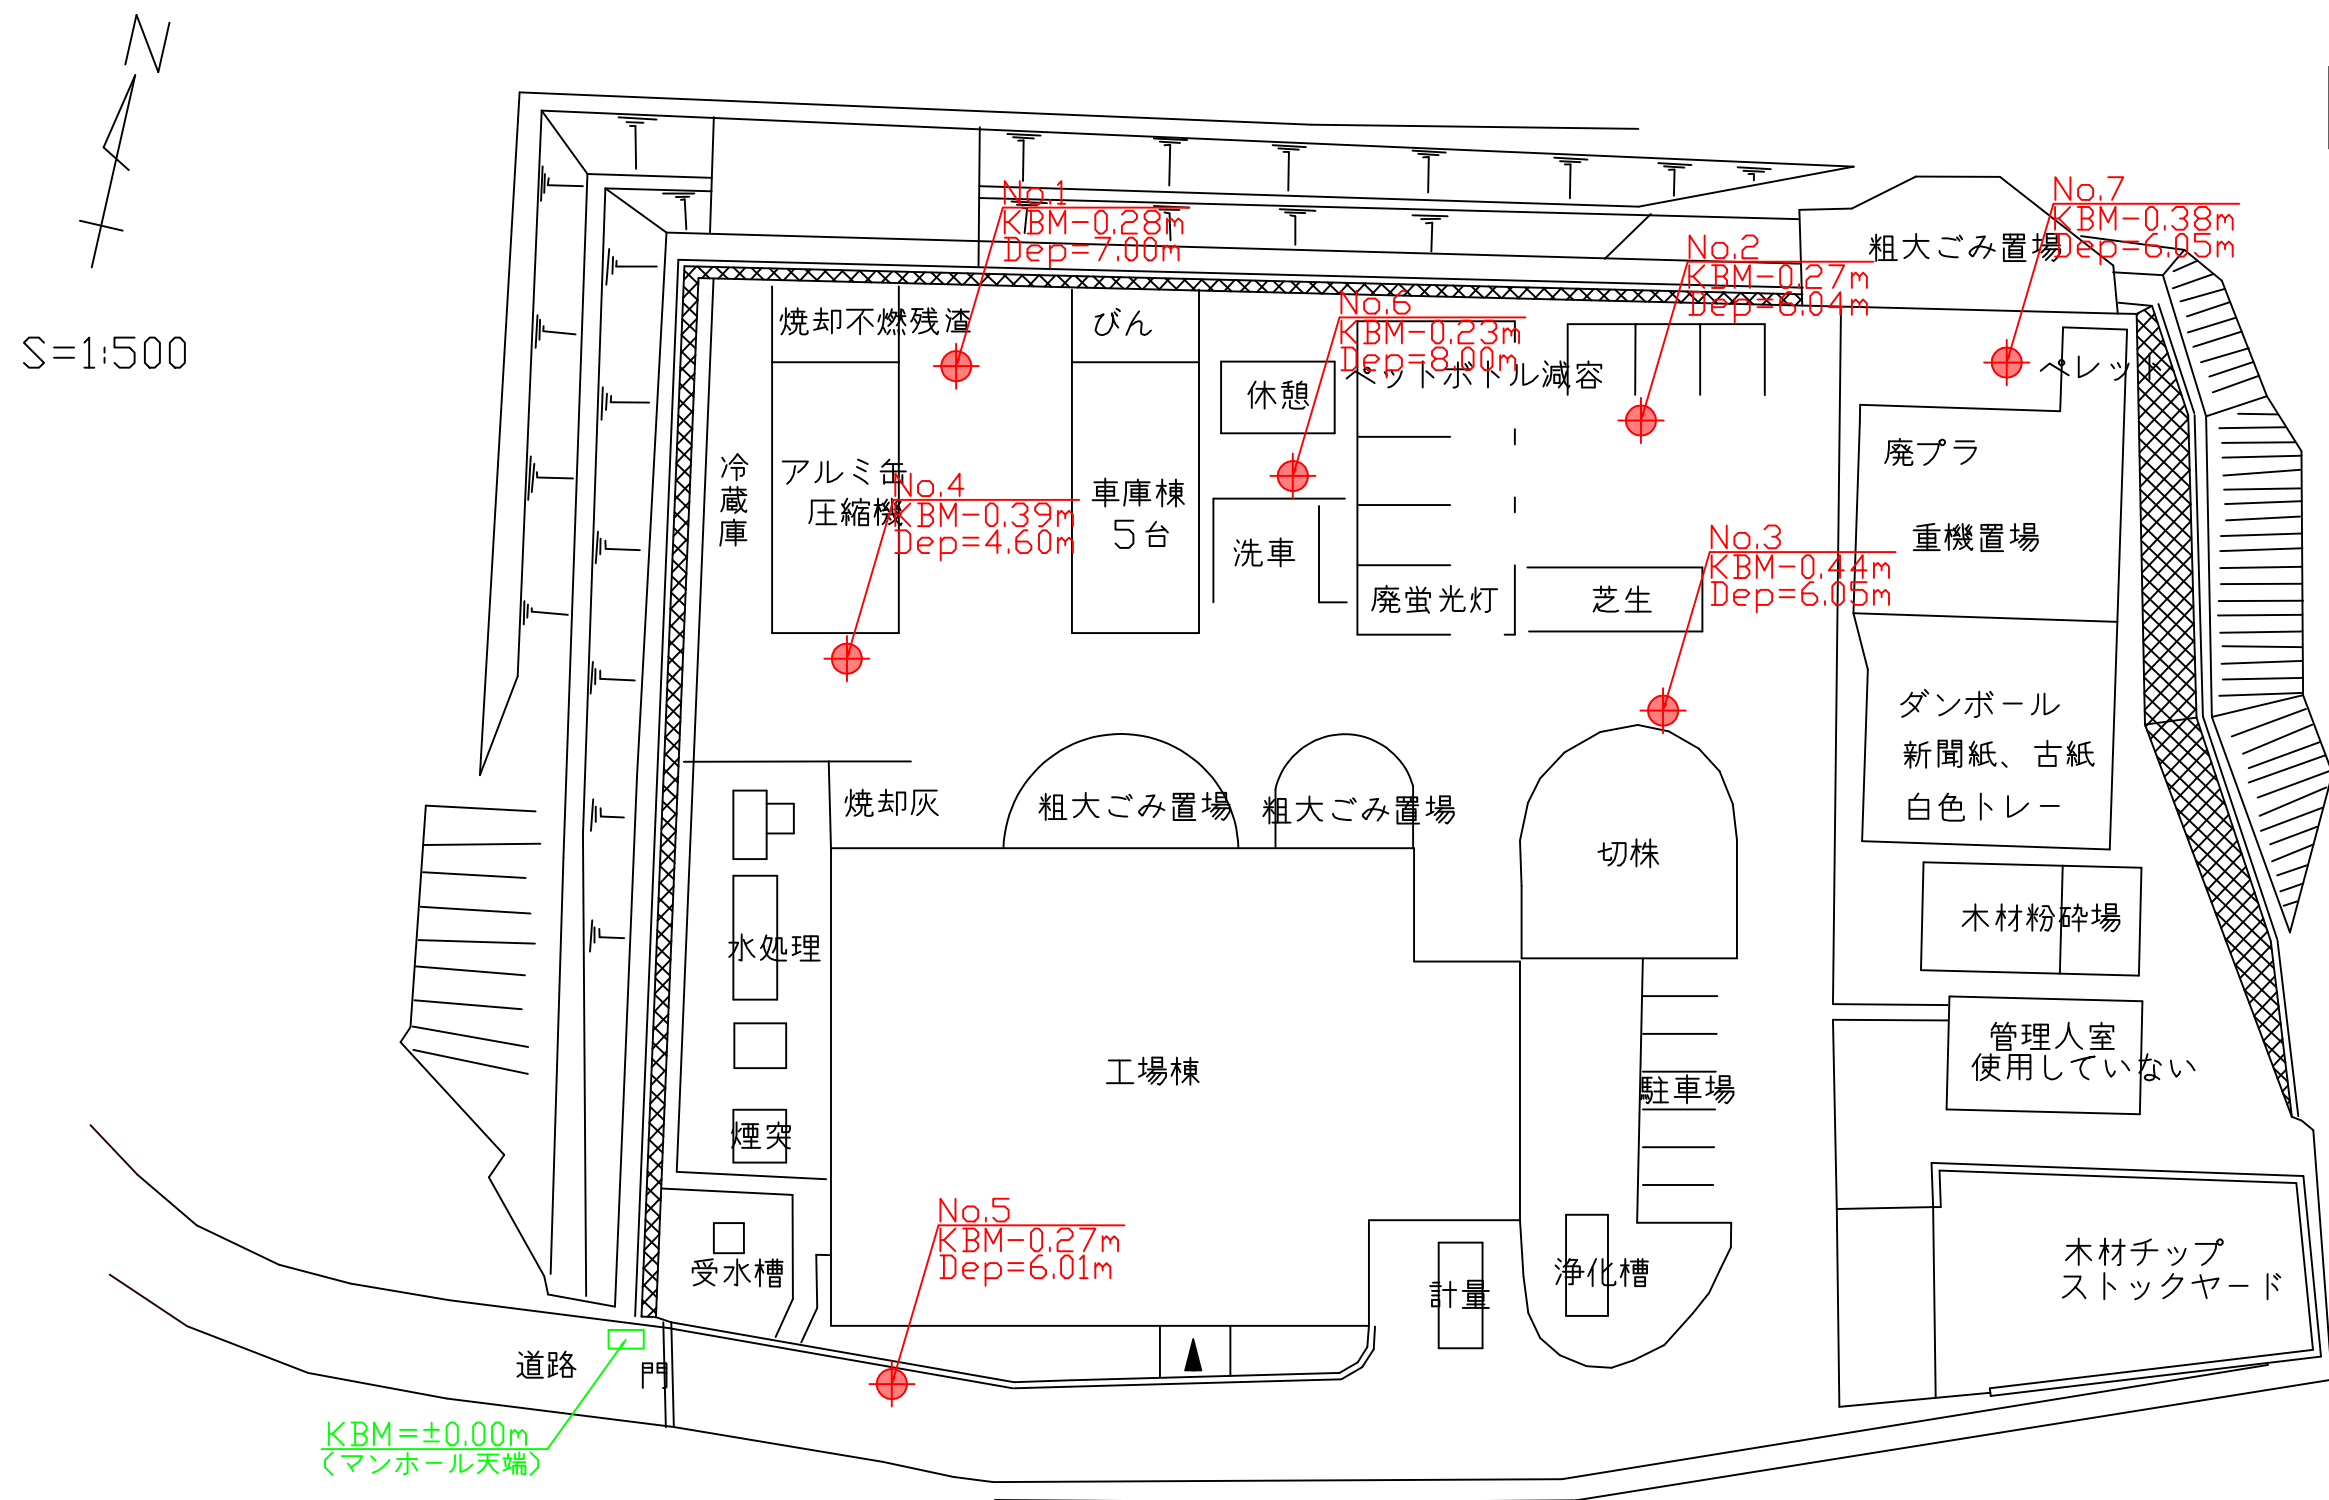 N
S=1:500
No.1
KBM-0.28m
Dep=7.00m
No.7
KBM-0.38m
Dep=6.05m
粗大ごみ置場
No.2
KBM-0.27m
Dep=6.04m
No.6
KBM-0.23m
Dep=8.00m
焼却不燃残渣
びん
休憩
ペットボトル減容
ペレット
冷蔵庫
アルミ缶
圧縮機
No.4
KBM-0.39m
Dep=4.60m
車庫棟
5台
洗車
廃蛍光灯
芝生
No.3
KBM-0.44m
Dep=6.05m
廃プラ
重機置場
ダンボール
新聞紙、古紙
白色トレー
焼却灰
粗大ごみ置場
粗大ごみ置場
切株
木材粉砕場
水処理
工場棟
駐車場
管理人室
使用していない
煙突
No.5
KBM-0.27m
Dep=6.01m
受水槽
計量
浄化槽
木材チップ
ストックヤード
道路
門
KBM=±0.00m
(マンホール天端)